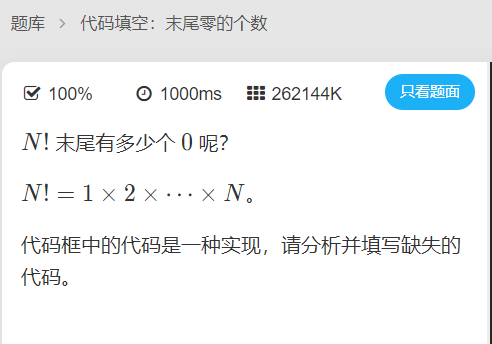 题库 > 代码填空：末尾零的个数
100% 1000ms 262144K 只看题面
N! 末尾有多少个 0 呢？
N! = 1 × 2 × ⋯ × N。
代码框中的代码是一种实现，请分析并填写缺失的
代码。